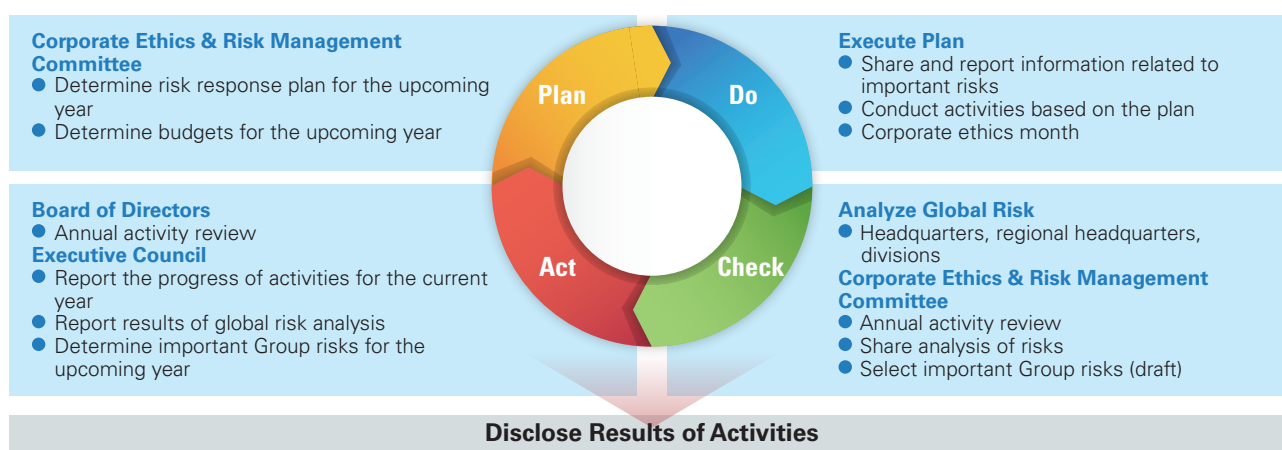 Corporate Ethics & Risk Management
Committee
● Determine risk response plan for the upcoming
year
● Determine budgets for the upcoming year
Plan
Do
Execute Plan
● Share and report information related to
important risks
● Conduct activities based on the plan
● Corporate ethics month
Board of Directors
● Annual activity review
Executive Council
● Report the progress of activities for the current
year
● Report results of global risk analysis
● Determine important Group risks for the
upcoming year
Act
Check
Analyze Global Risk
● Headquarters, regional headquarters,
divisions
Corporate Ethics & Risk Management
Committee
● Annual activity review
● Share analysis of risks
● Select important Group risks (draft)
Disclose Results of Activities